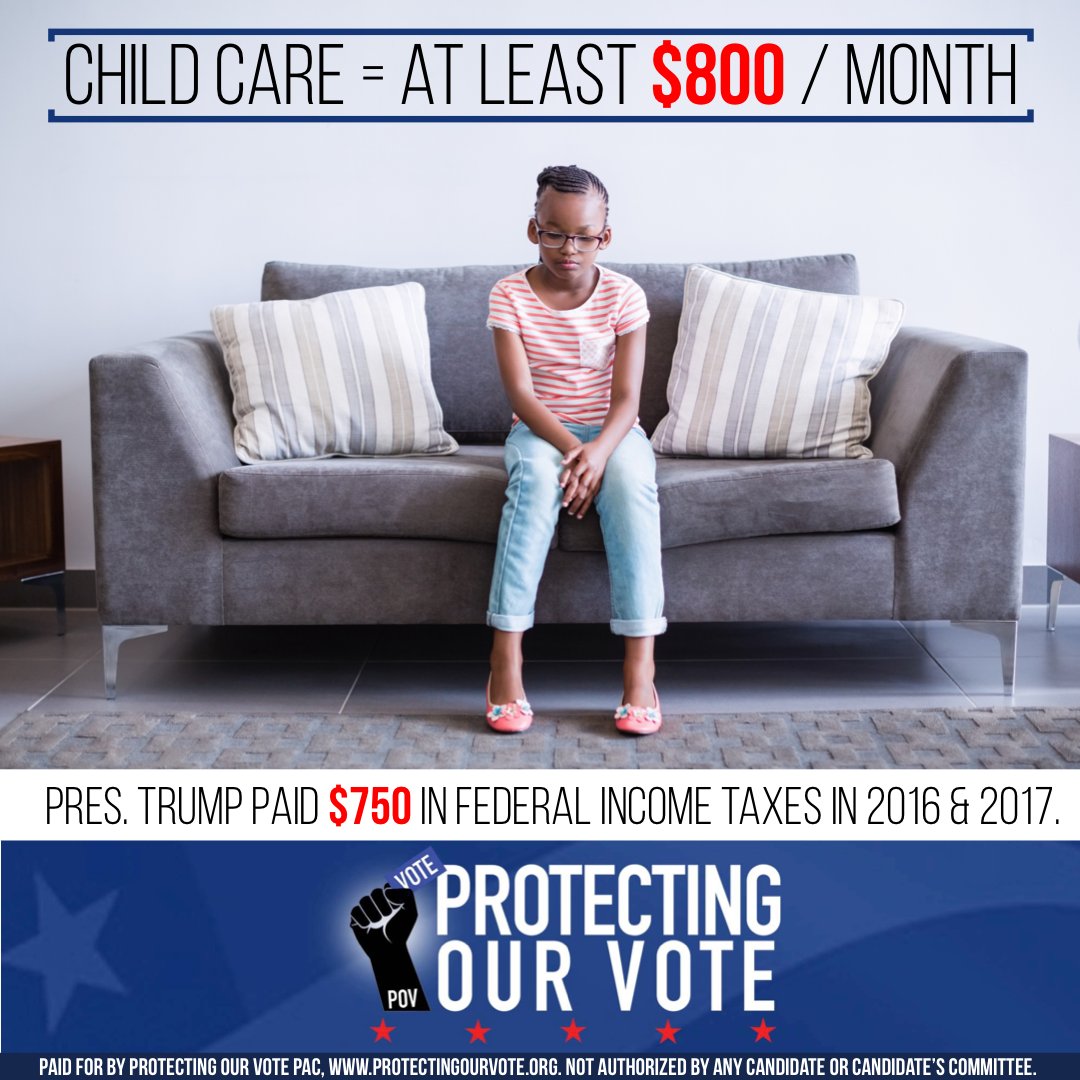 CHILD CARE = AT LEAST $800 / MONTH
PRES. TRUMP PAID $750 IN FEDERAL INCOME TAXES IN 2016 & 2017.
VOTE
PROTECTING
OUR VOTE
POV
PAID FOR BY PROTECTING OUR VOTE PAC, WWW.PROTECTINGOURVOTE.ORG. NOT AUTHORIZED BY ANY CANDIDATE OR CANDIDATE'S COMMITTEE.